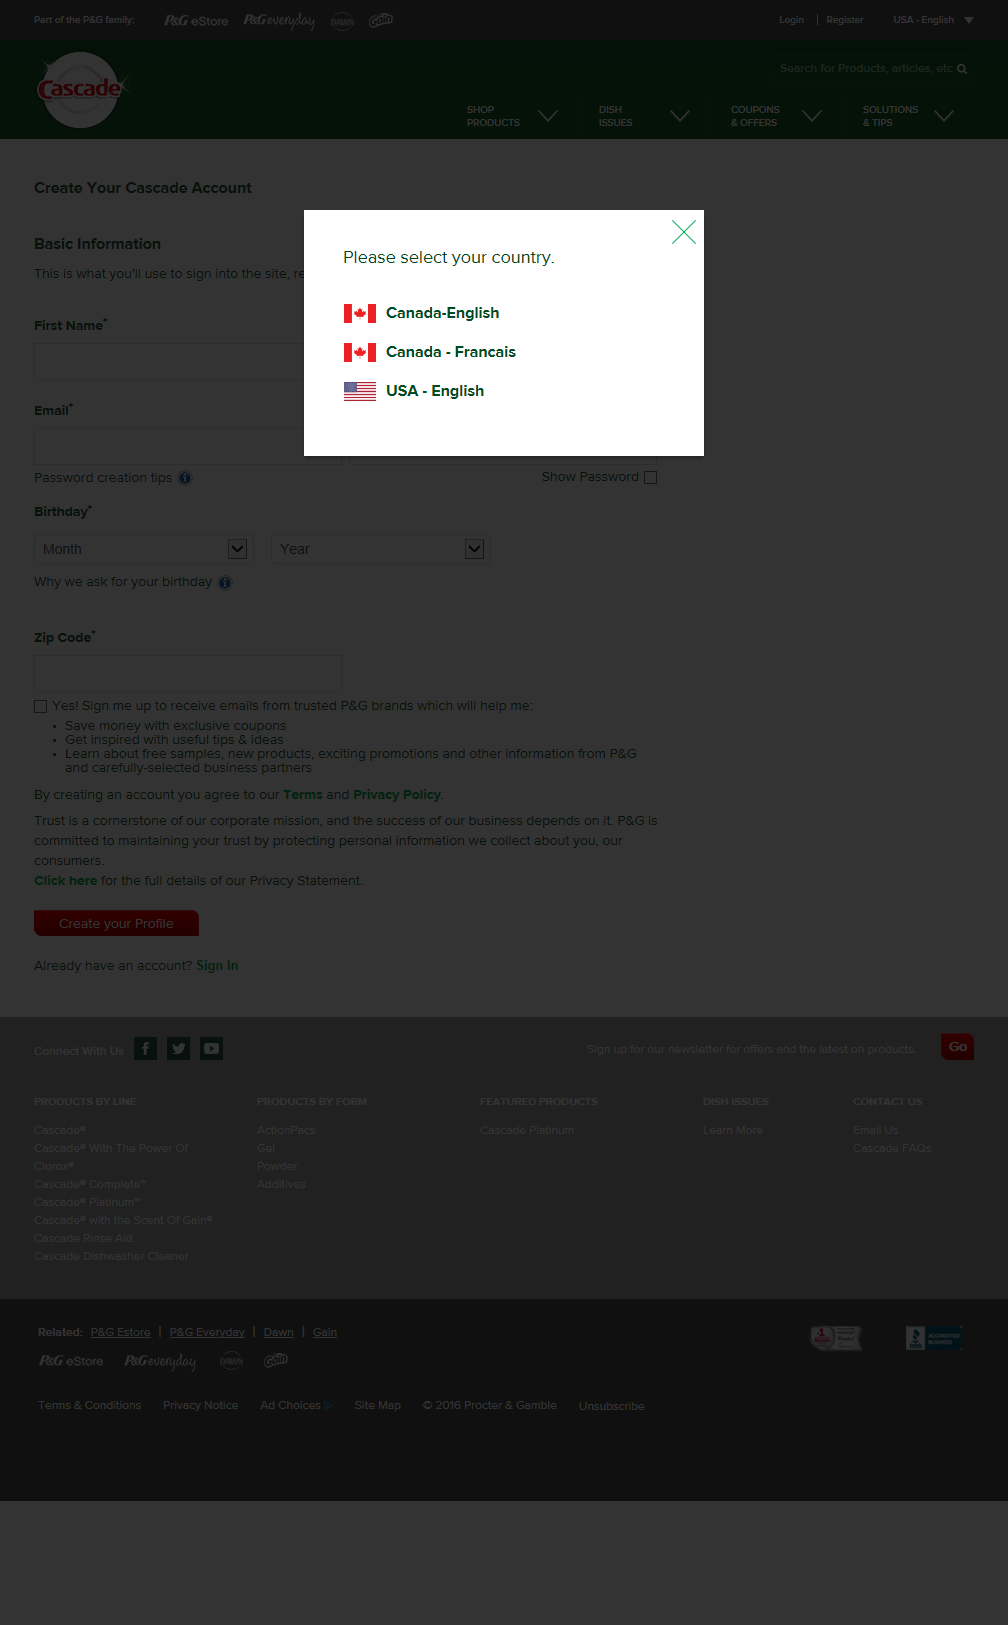 Part of the P&G family:
P&G eStore
P&G everyday
DAWN
Gain
Login | Register
USA - English
Cascade
Search for Products, articles, etc
SHOP
PRODUCTS
DISH
ISSUES
COUPONS
& OFFERS
SOLUTIONS
& TIPS
Create Your Cascade Account
Please select your country.
Canada-English
Canada - Francais
USA - English
Basic Information
This is what you'll use to sign into the site,
First Name*
Email*
Password creation tips
Show Password
Birthday*
Month
Year
Why we ask for your birthday
Zip Code*
Yes! Sign me up to receive emails from trusted P&G brands which will help me:
• Save money with exclusive coupons
• Get inspired with useful tips & ideas
• Learn about free samples, new products, exciting promotions and other information from P&G
and carefully-selected business partners
By creating an account you agree to our Terms and Privacy Policy.
Trust is a cornerstone of our corporate mission, and the success of our business depends on it. P&G is
committed to maintaining your trust by protecting personal information we collect about you, our
consumers.
Click here for the full details of our Privacy Statement.
Create your Profile
Already have an account? Sign In
Connect With Us
Sign up for our newsletter for offers and the latest on products.
Go
PRODUCTS BY LINE
Cascade®
Cascade® With The Power Of
Clorox®
Cascade® Complete™
Cascade® Platinum™
Cascade® with the Scent Of Gain®
Cascade Rinse Aid
Cascade Dishwasher Cleaner
PRODUCTS BY FORM
ActionPacs
Gel
Powder
Additives
FEATURED PRODUCTS
Cascade Platinum
DISH ISSUES
Learn More
CONTACT US
Email Us
Cascade FAQs
Related: P&G Estore | P&G Everyday | Dawn | Gain
P&G eStore
P&G everyday
DAWN
Gain
BBB
ACCREDITED
BUSINESS
Terms & Conditions
Privacy Notice
Ad Choices
Site Map
© 2016 Procter & Gamble
Unsubscribe